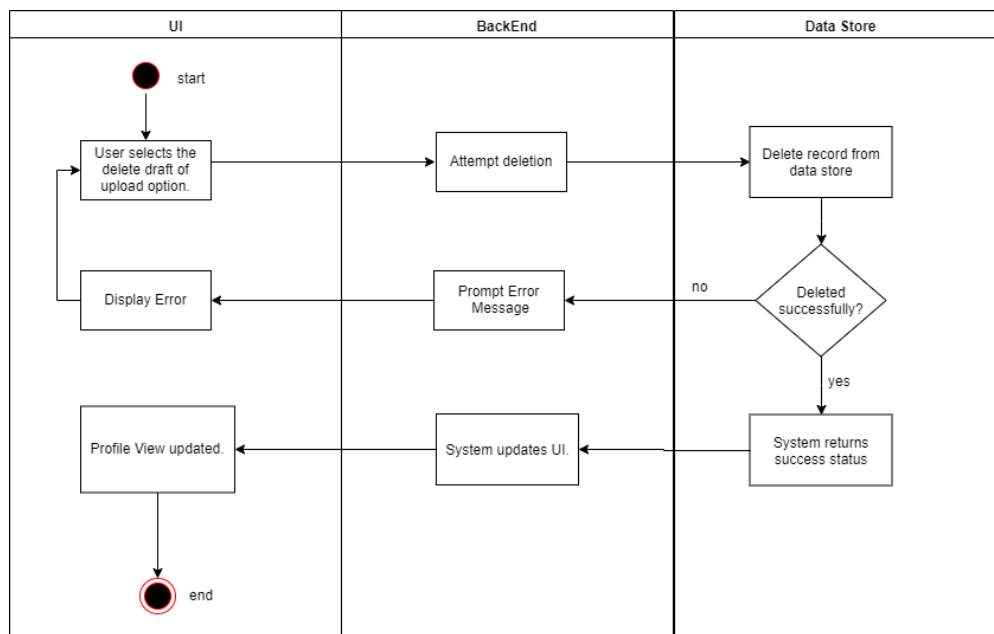 UI
BackEnd
Data Store
start
User selects the
delete draft of
upload option.
Attempt deletion
Delete record from
data store
Display Error
Prompt Error
Message
no
Deleted
successfully?
yes
Profile View updated.
System updates UI.
System returns
success status
end